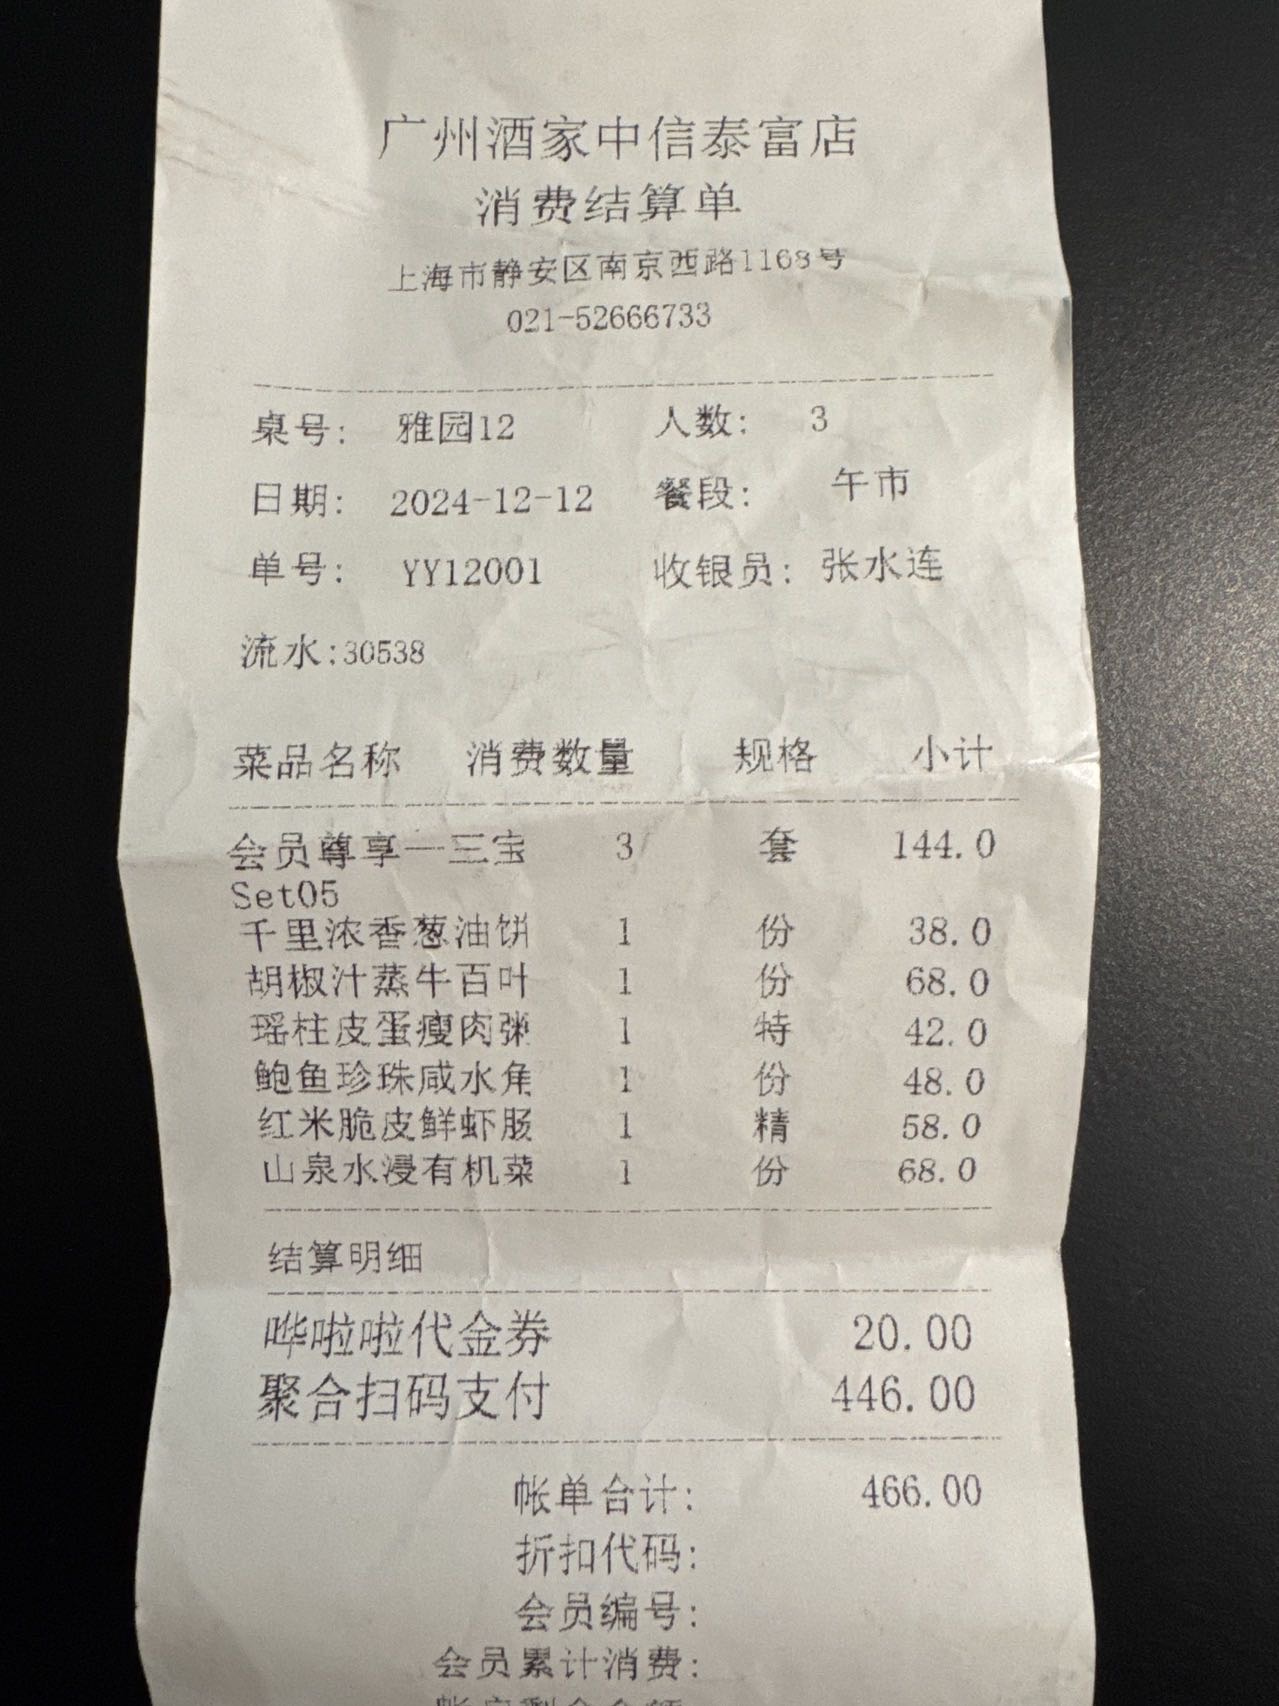 广州酒家中信泰富店
消费结算单
上海市静安区南京西路1168号
021-52666733
桌号: 雅园12 人数: 3
日期: 2024-12-12 餐段: 午市
单号: YY12001 收银员: 张水连
流水:30538
菜品名称 消费数量 规格 小计
会员尊享一三宝 3 套 144.0
Set05
千里浓香葱油饼 1 份 38.0
胡椒汁蒸牛百叶 1 份 68.0
瑶柱皮蛋瘦肉粥 1 特 42.0
鲍鱼珍珠咸水角 1 份 48.0
红米脆皮鲜虾肠 1 精 58.0
山泉水浸有机菜 1 份 68.0
结算明细
哗啦啦代金券 20.00
聚合扫码支付 446.00
帐单合计: 466.00
折扣代码:
会员编号:
会员累计消费: